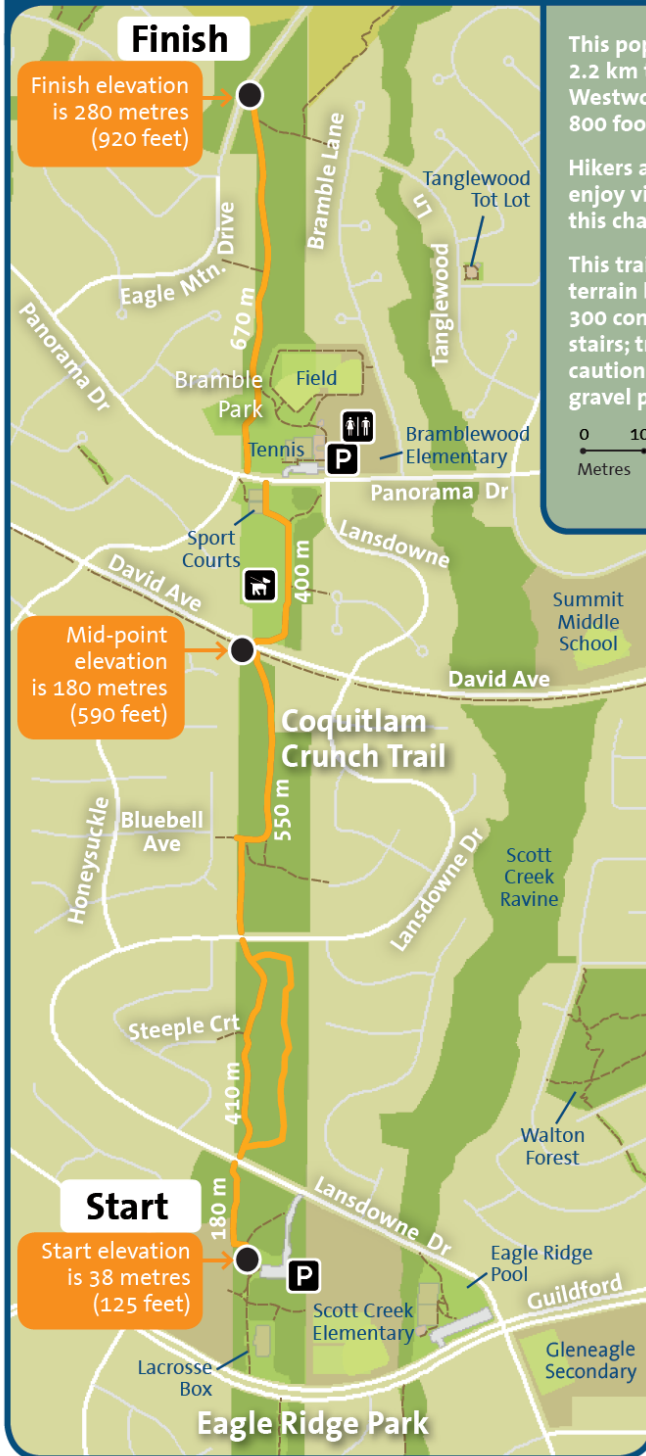 Finish
Finish elevation
is 280 metres
(920 feet)
This pop
2.2 km
Westwo
800 foo
Hikers a
enjoy vi
this cha
This trai
terrain
300 con
stairs; tr
caution
gravel p
0 10
Metres
Bramble Lane
Tanglewood
Tot Lot
Ln
Tanglewood
Eagle Mtn. Drive
670 m
Panorama Dr
Bramble
Park
Field
Tennis
P
Bramblewood
Elementary
Panorama Dr
Sport
Courts
Lansdowne
400 m
David Ave
Summit
Middle
School
Mid-point
elevation
is 180 metres
(590 feet)
David Ave
Coquitlam
Crunch Trail
550 m
Honeysuckle
Bluebell
Ave
Lansdowne Dr
Scott
Creek
Ravine
Steeple Crt
410 m
Walton
Forest
Start
180 m
Lansdowne Dr
Start elevation
is 38 metres
(125 feet)
P
Eagle Ridge
Pool
Guildford
Scott Creek
Elementary
Lacrosse
Box
Gleneagle
Secondary
Eagle Ridge Park